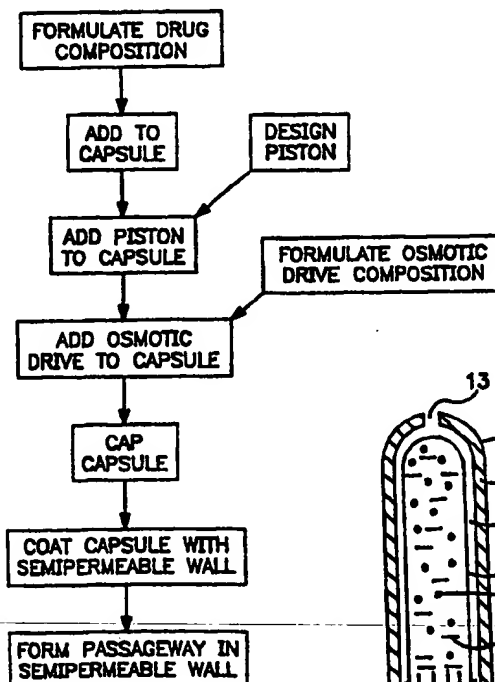 FORMULATE DRUG
COMPOSITION
ADD TO
CAPSULE
DESIGN
PISTON
ADD PISTON
TO CAPSULE
FORMULATE OSMOTIC
DRIVE COMPOSITION
ADD OSMOTIC
DRIVE TO CAPSULE
13
CAP
CAPSULE
COAT CAPSULE WITH
SEMIPERMEABLE WALL
FORM PASSAGEWAY IN
SEMIPERMEABLE WALL